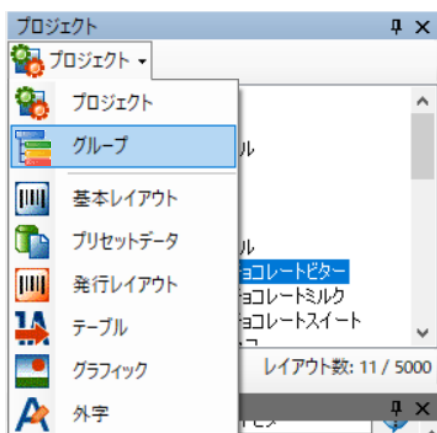 プロジェクト
プロジェクト
プロジェクト
グループ
ル
基本レイアウト
プリセットデータ
ル
発行レイアウト
ョコレートビター
ョコレートミルク
テーブル
ョコレートスイート
グラフィック
レイアウト数: 11 / 5000
外字